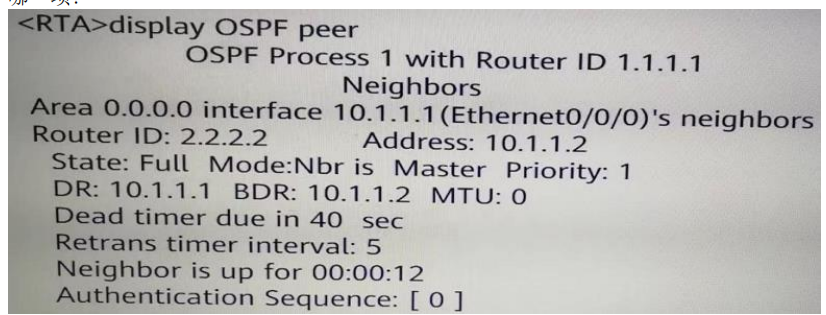 <RTA>display OSPF peer
OSPF Process 1 with Router ID 1.1.1.1
Neighbors
Area 0.0.0.0 interface 10.1.1.1(Ethernet0/0/0)'s neighbors
Router ID: 2.2.2.2 Address: 10.1.1.2
State: Full Mode:Nbr is Master Priority: 1
DR: 10.1.1.1 BDR: 10.1.1.2 MTU: 0
Dead timer due in 40 sec
Retrans timer interval: 5
Neighbor is up for 00:00:12
Authentication Sequence: [ 0 ]